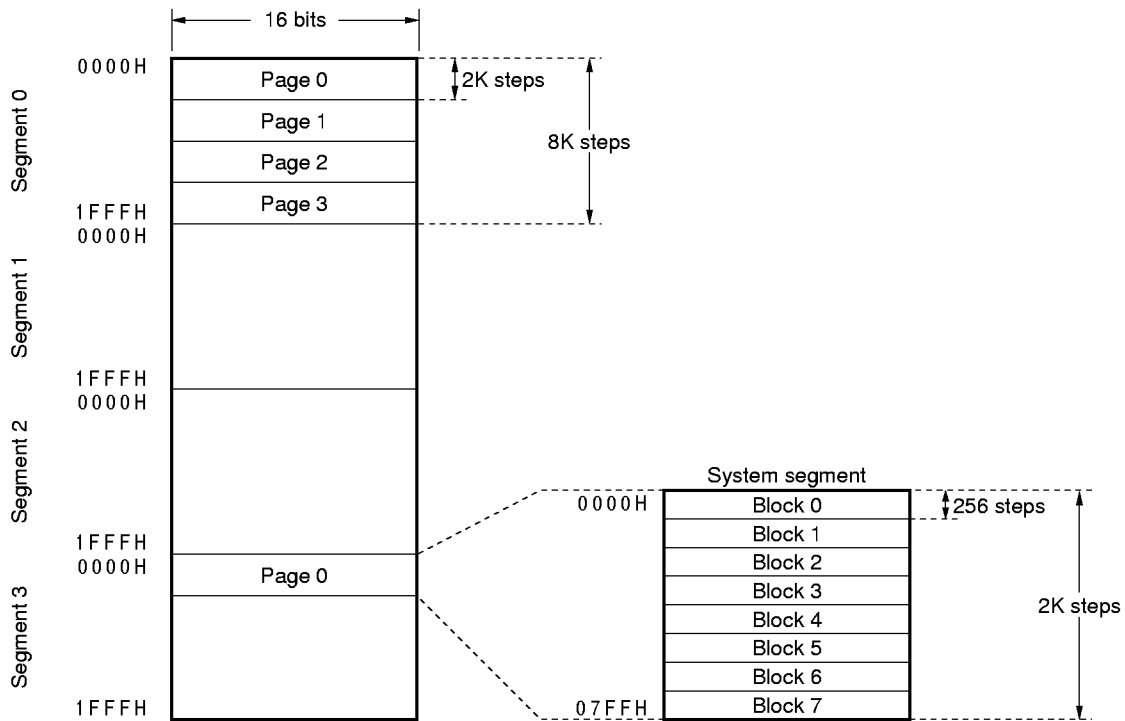 16 bits
0000H
Page 0
2K steps
Page 1
8K steps
Page 2
Segment 0
Page 3
1FFFH
0000H
Segment 1
1FFFH
0000H
Segment 2
1FFFH
0000H
Page 0
Segment 3
1FFFH
System segment
0000H
Block 0
256 steps
Block 1
Block 2
Block 3
Block 4
2K steps
Block 5
Block 6
Block 7
07FFH